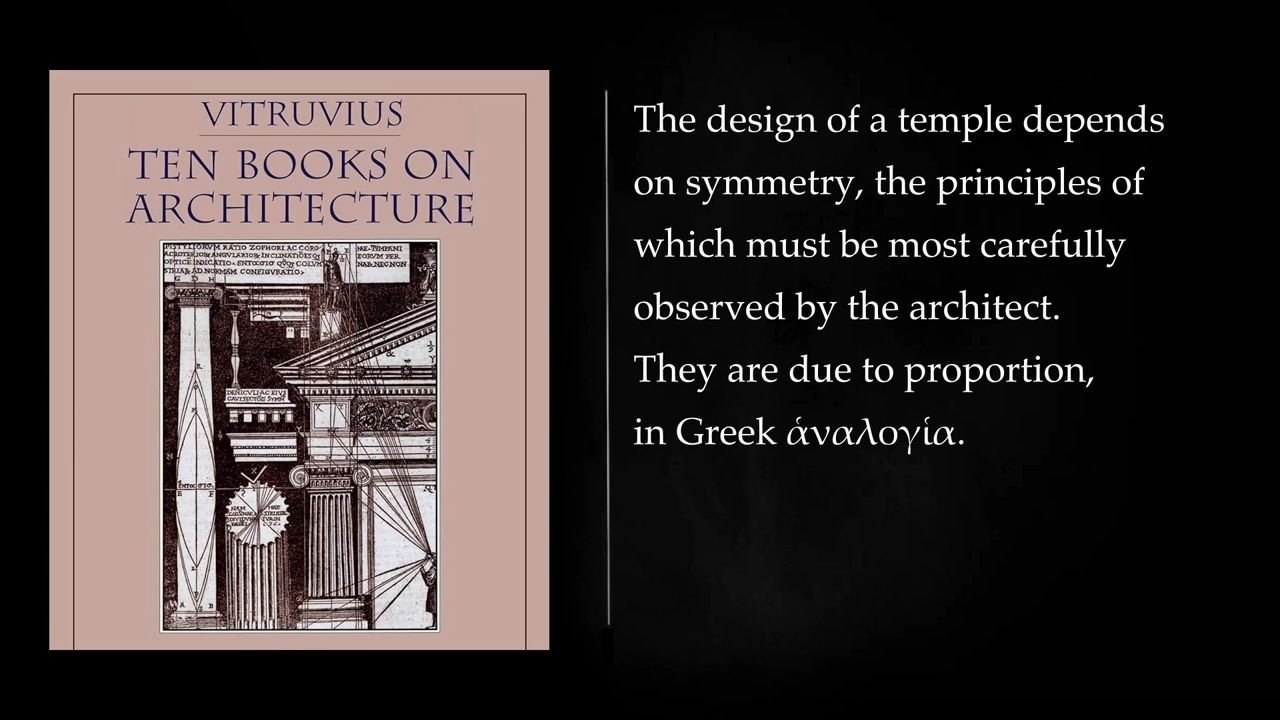 VITRUVIUS
TEN BOOKS ON
ARCHITECTURE
The design of a temple depends
on symmetry, the principles of
which must be most carefully
observed by the architect.
They are due to proportion,
in Greek ἁναλογία.